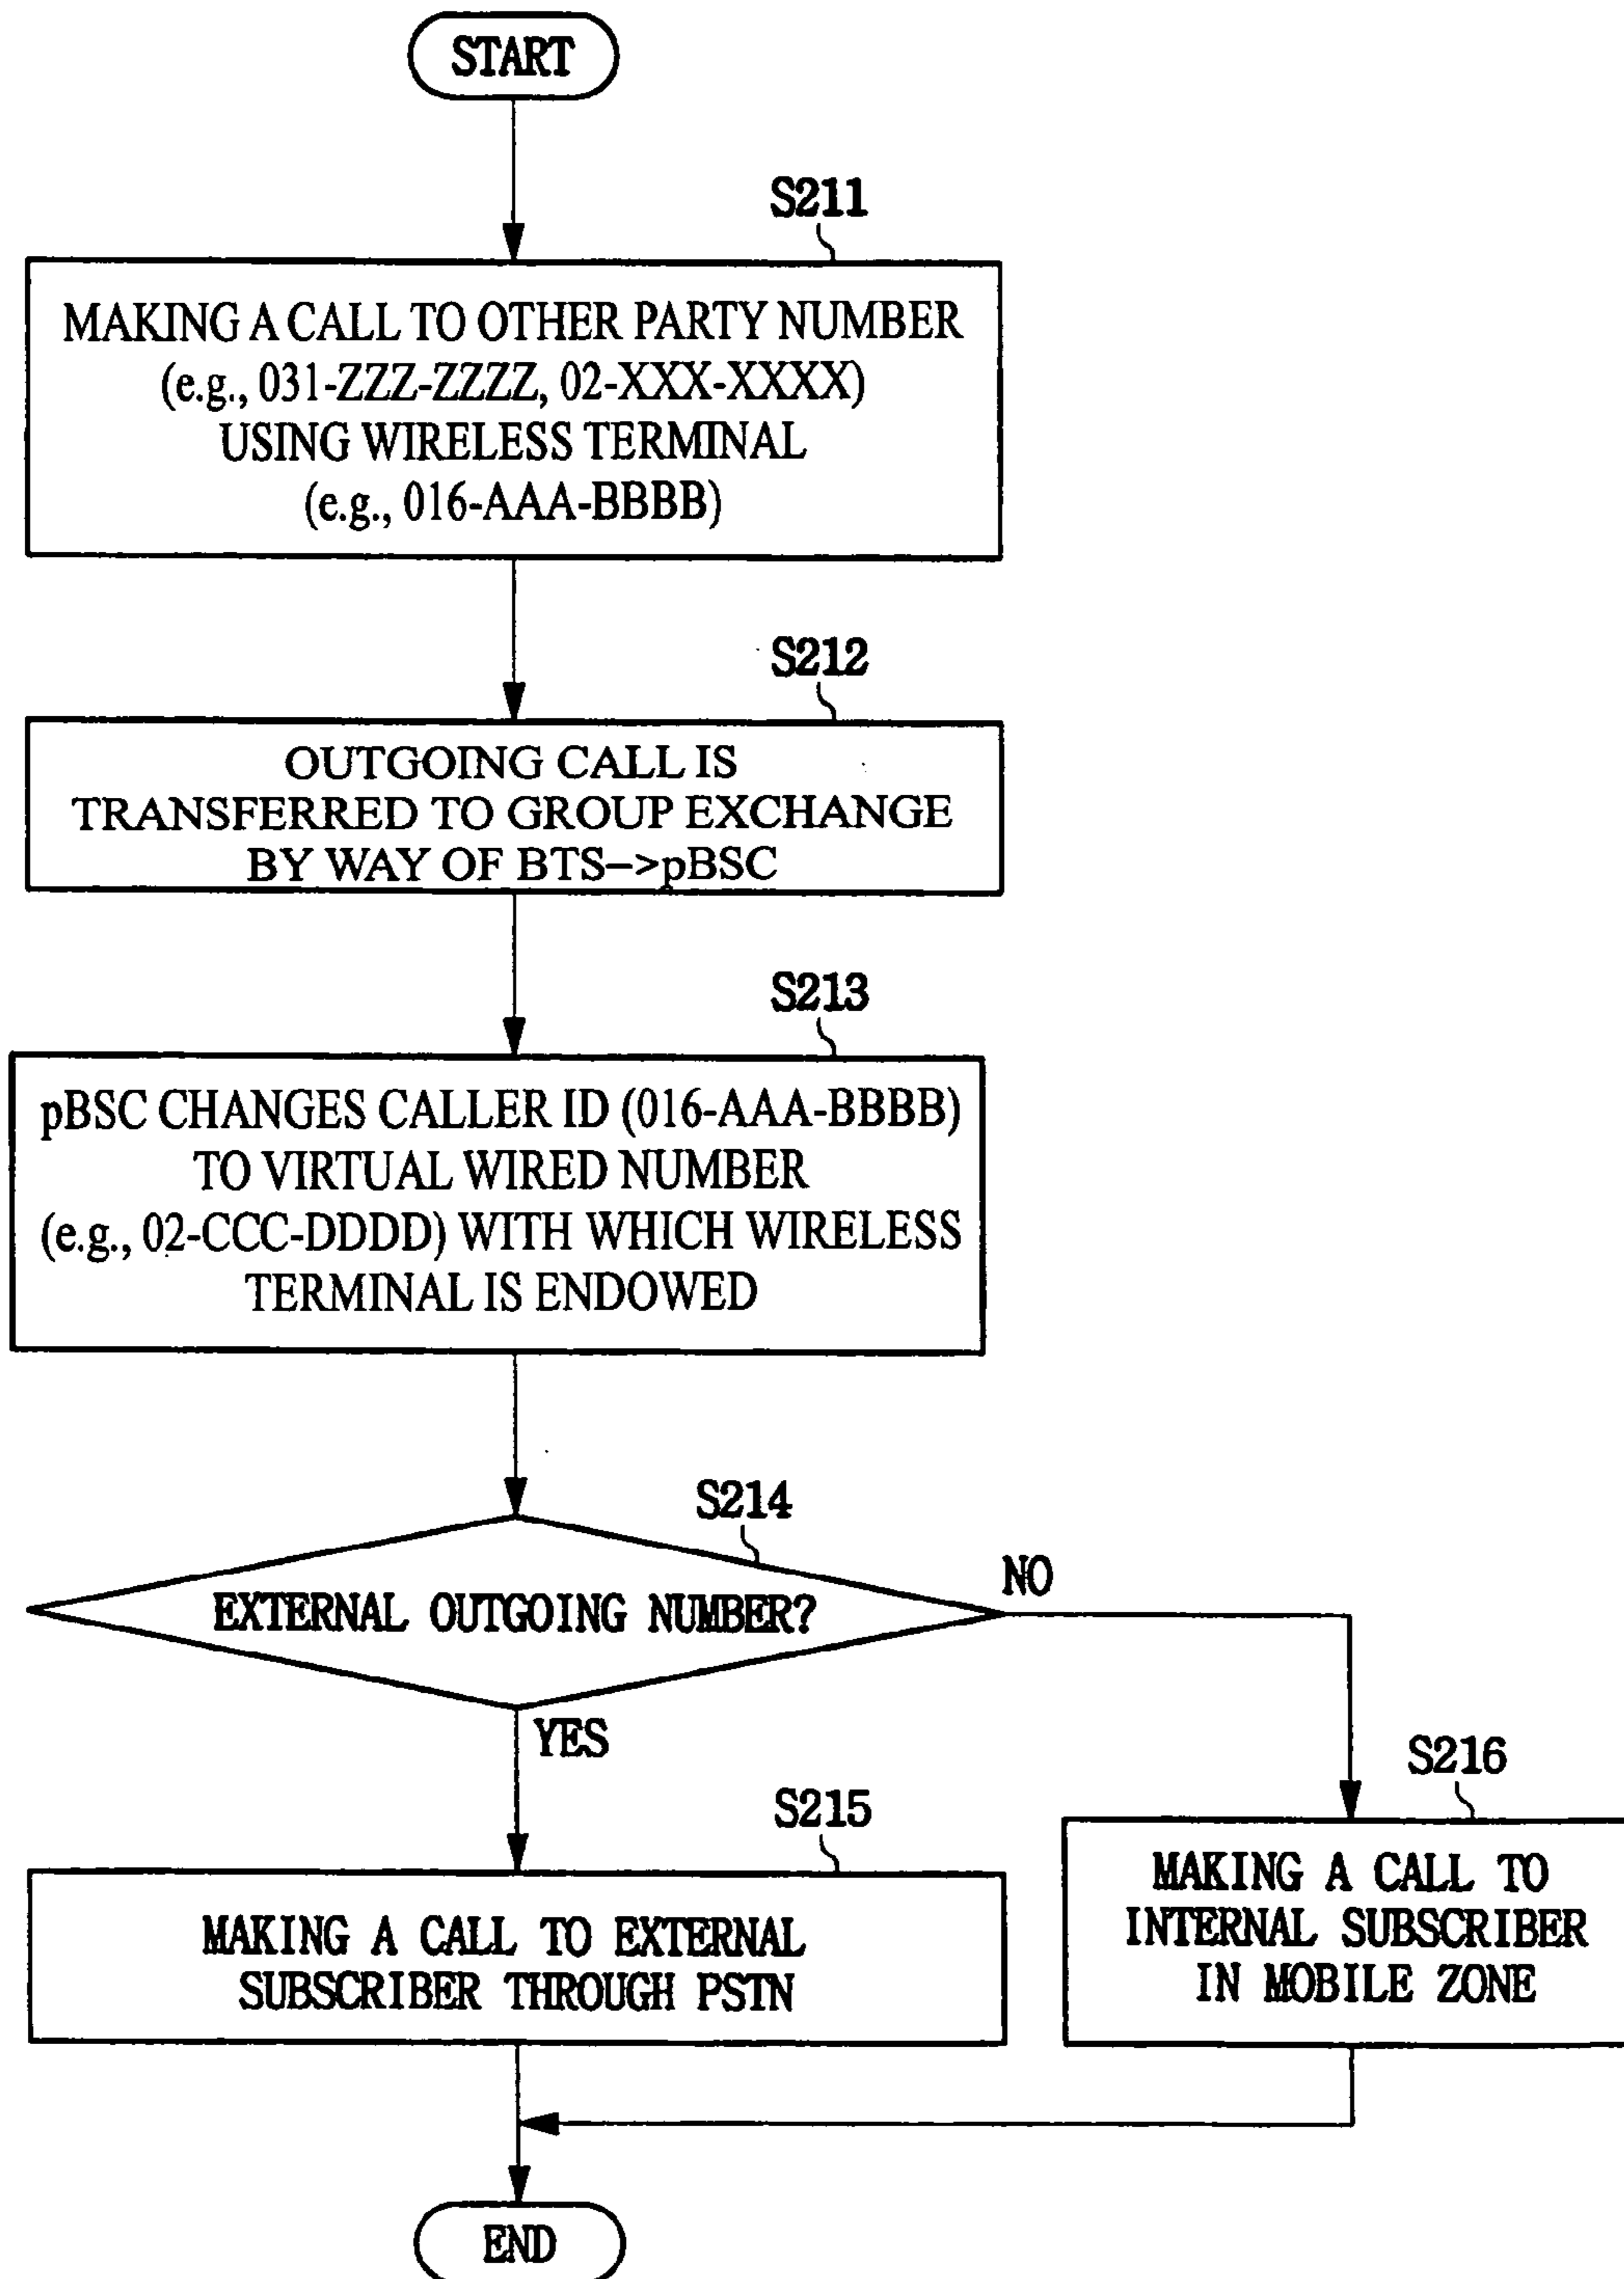 START
S211
MAKING A CALL TO OTHER PARTY NUMBER
(e.g., 031-ZZZ-ZZZZ, 02-XXX-XXXX)
USING WIRELESS TERMINAL
(e.g., 016-AAA-BBBB)
S212
OUTGOING CALL IS
TRANSFERRED TO GROUP EXCHANGE
BY WAY OF BTS->pBSC
S213
pBSC CHANGES CALLER ID (016-AAA-BBBB)
TO VIRTUAL WIRED NUMBER
(e.g., 02-CCC-DDDD) WITH WHICH WIRELESS
TERMINAL IS ENDOWED
S214
EXTERNAL OUTGOING NUMBER?
NO
YES
S215
MAKING A CALL TO EXTERNAL
SUBSCRIBER THROUGH PSTN
S216
MAKING A CALL TO
INTERNAL SUBSCRIBER
IN MOBILE ZONE
END